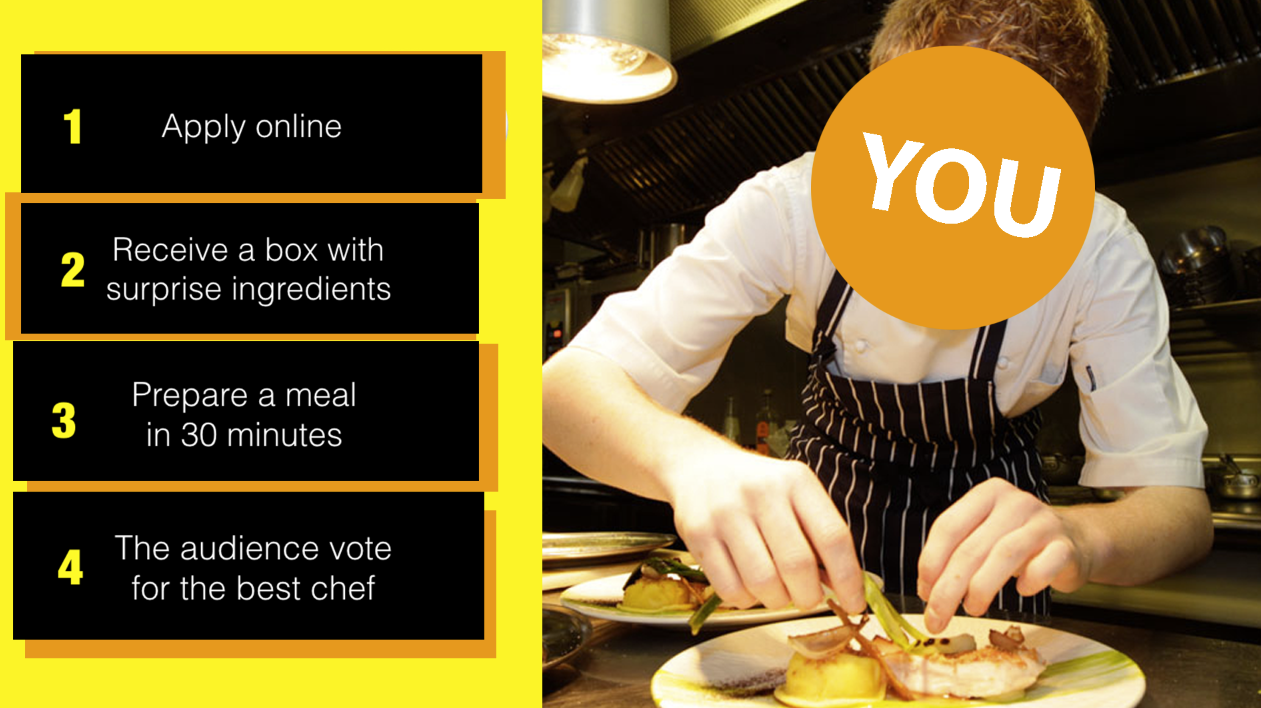 1
Apply online
2
Receive a box with
surprise ingredients
3
Prepare a meal
in 30 minutes
4
The audience vote
for the best chef
YOU